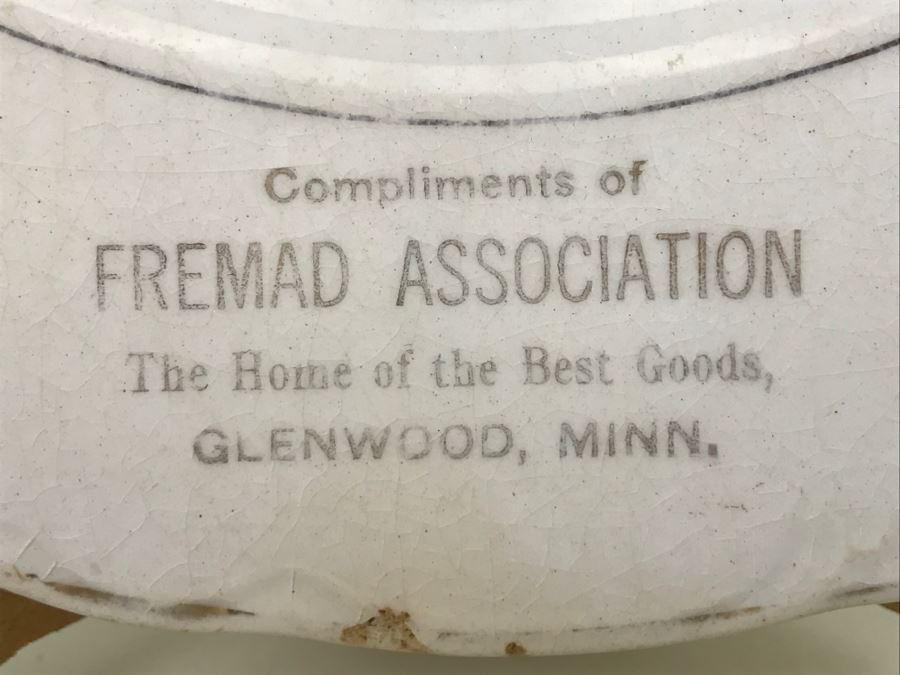 Compliments of
FREMAD ASSOCIATION
The Home of the Best Goods,
GLENWOOD, MINN.